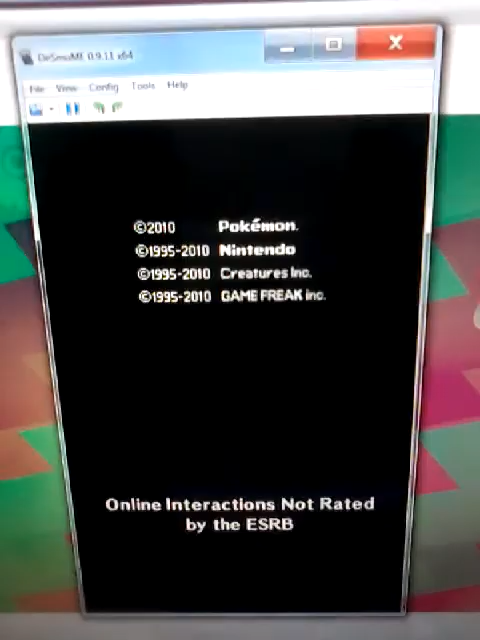 DeSmuME 0.9.11 x64
File View Config Tools Help
©2010 Pokémon.
©1995-2010 Nintendo
©1995-2010 Creatures Inc.
©1995-2010 GAME FREAK inc.
Online Interactions Not Rated
by the ESRB